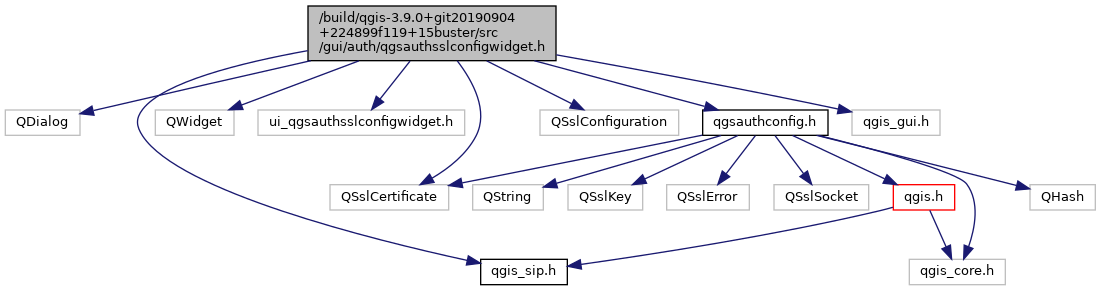 /build/qgis-3.9.0+git20190904
+224899f119+15buster/src
/gui/auth/qgsauthsslconfigwidget.h
QDialog
QWidget
ui_qgsauthsslconfigwidget.h
QSslConfiguration
qgsauthconfig.h
qgis_gui.h
QSslCertificate
QString
QSslKey
QSslError
QSslSocket
qgis.h
QHash
qgis_sip.h
qgis_core.h